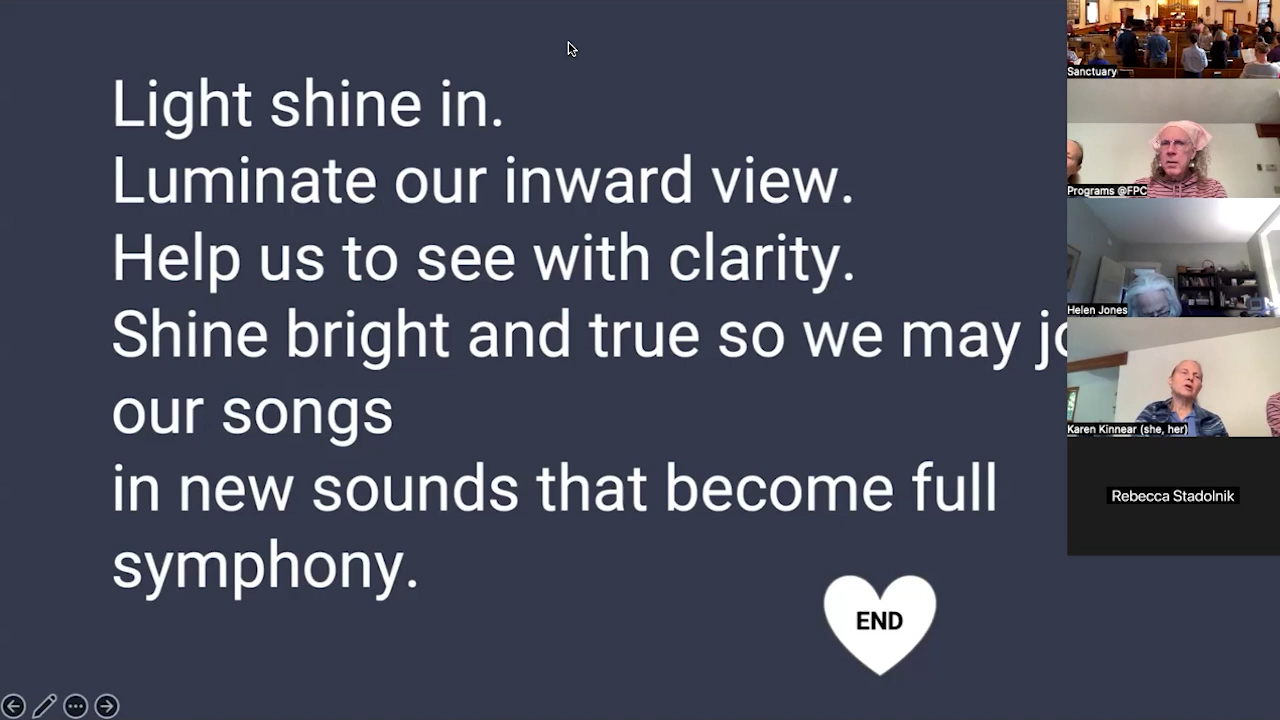 Light shine in.
Luminate our inward view.
Help us to see with clarity.
Shine bright and true so we may
our songs
in new sounds that become full
symphony.
END
Sanctuary
Programs @FPC
Helen Jones
Karen Kinnear (she, her)
Rebecca Stadolnik